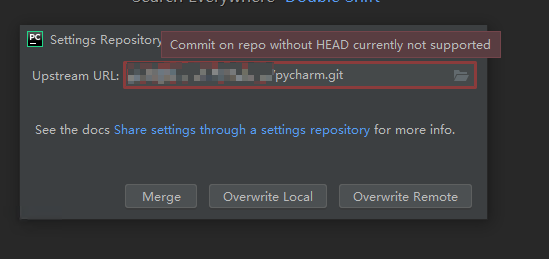 Search Everywhere Double Shift
PC Settings Repository
Commit on repo without HEAD currently not supported
Upstream URL: /pycharm.git
See the docs Share settings through a settings repository for more info.
Merge Overwrite Local Overwrite Remote